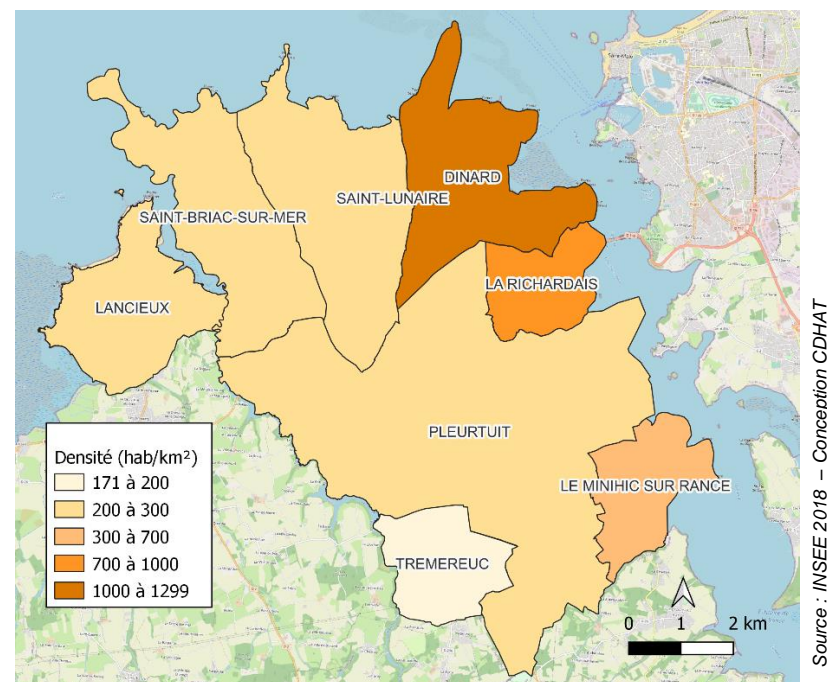 DINARD
SAINT-LUNAIRE
SAINT-BRIAC-SUR-MER
LA RICHARDAIS
LANCIEUX
PLEURTUIT
LE MINIHIC SUR RANCE
TREMEREUC
Densité (hab/km²)
171 à 200
200 à 300
300 à 700
700 à 1000
1000 à 1299
0 1 2 km
Source : INSEE 2018 – Conception CDHAT